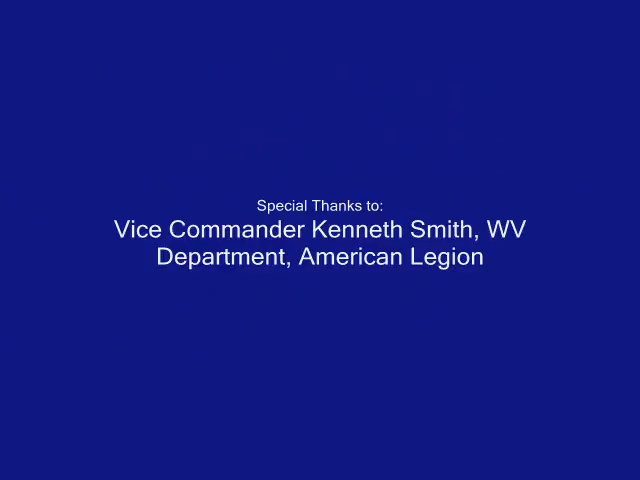 Special Thanks to:
Vice Commander Kenneth Smith, WV
Department, American Legion